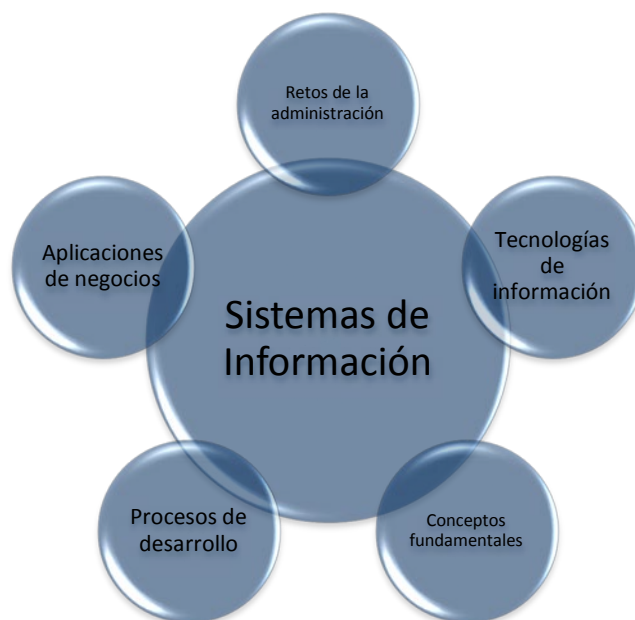 Retos de la
administración
Tecnologías
de
información
Aplicaciones
de negocios
Sistemas de
Información
Procesos de
desarrollo
Conceptos
fundamentales